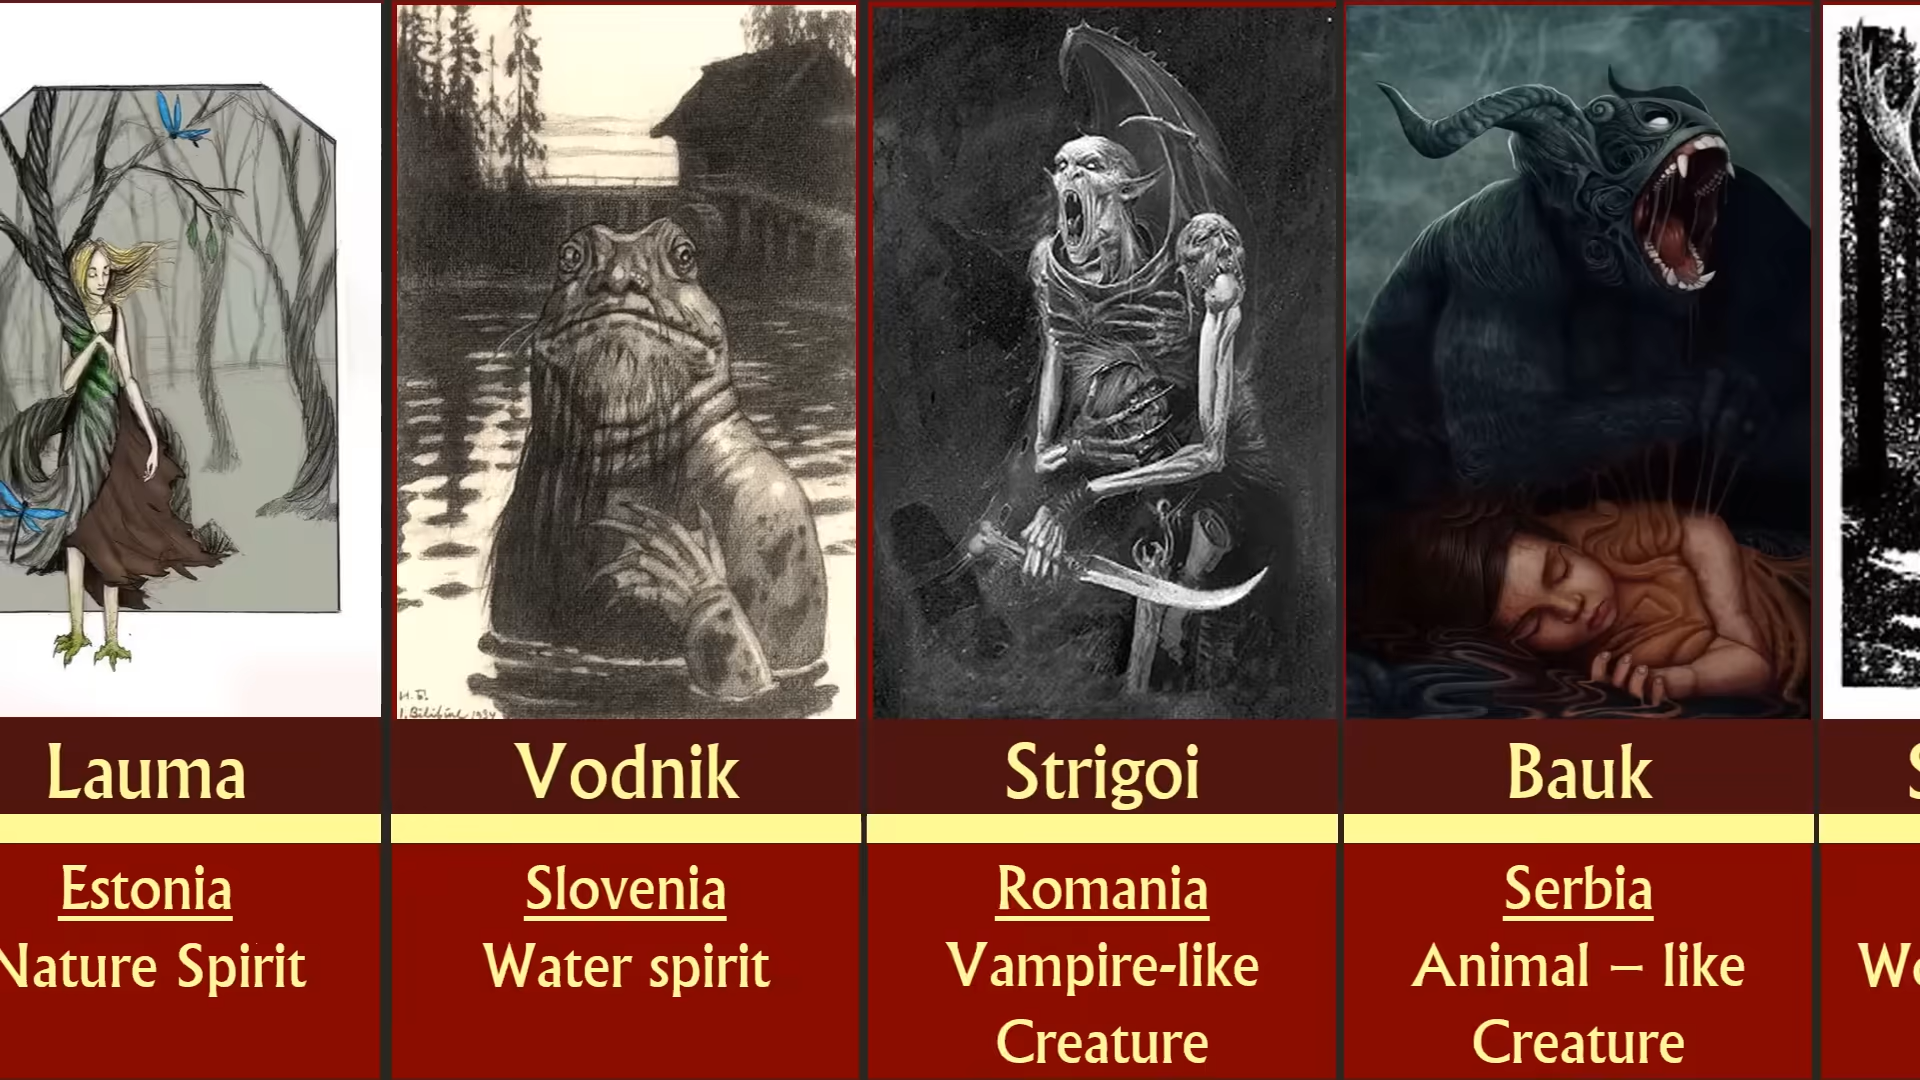 Lauma
Estonia
Nature Spirit
Vodnik
Slovenia
Water spirit
Strigoi
Romania
Vampire-like
Creature
Bauk
Serbia
Animal – like
Creature